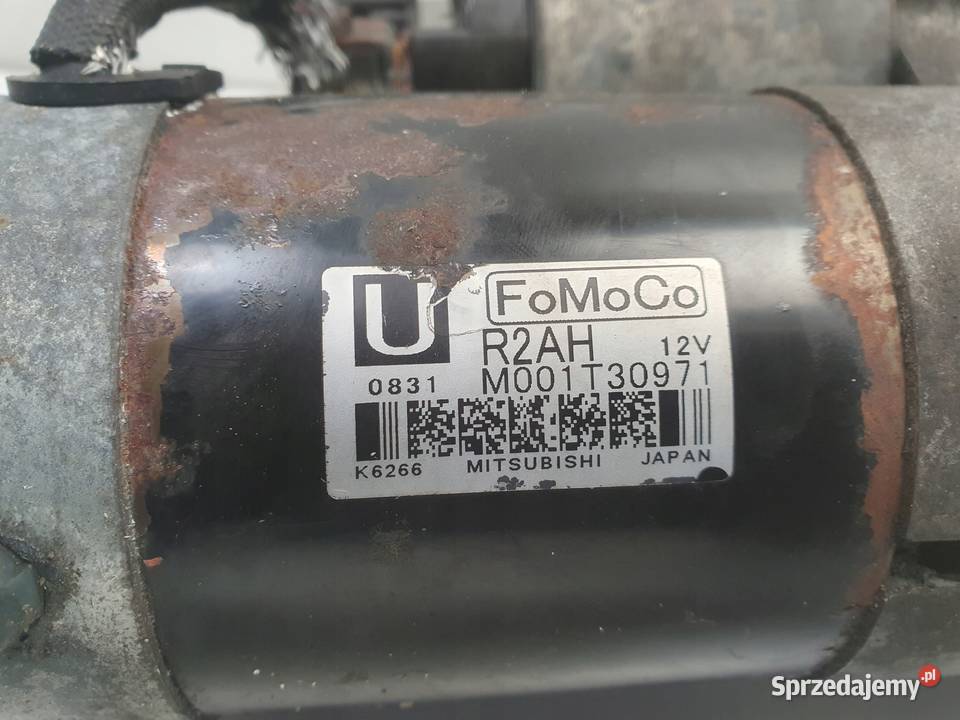 U
FoMoCo
R2AH 12V
0831 M001T30971
K6266 MITSUBISHI JAPAN
Sprzedajemy.pl